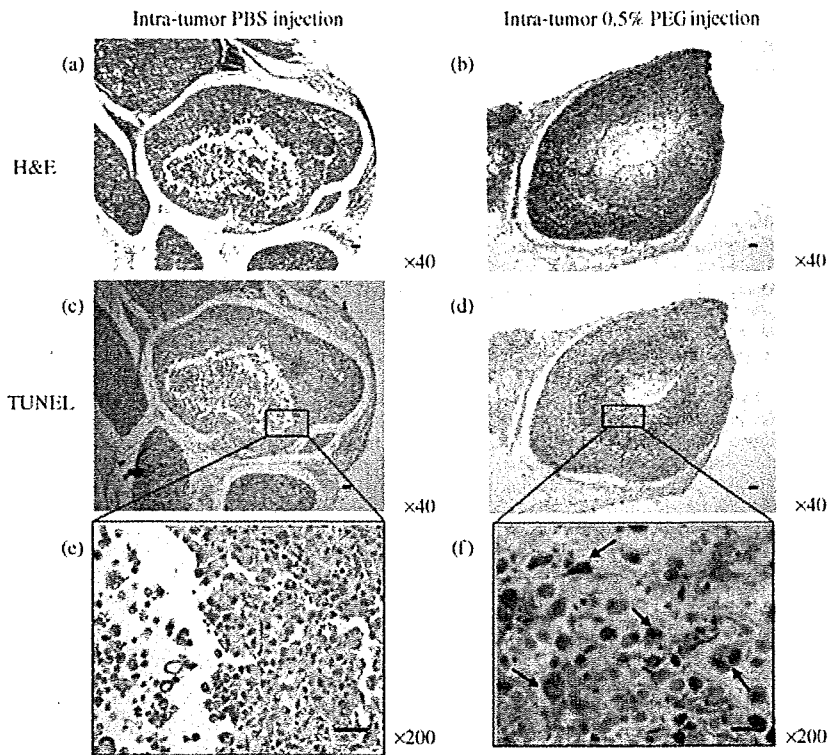 Intra-tumor PBS injection
Intra-tumor 0.5% PEG injection
(a)
(b)
H&E
×40
×40
(c)
(d)
TUNEL
×40
×40
(e)
(f)
×200
×200